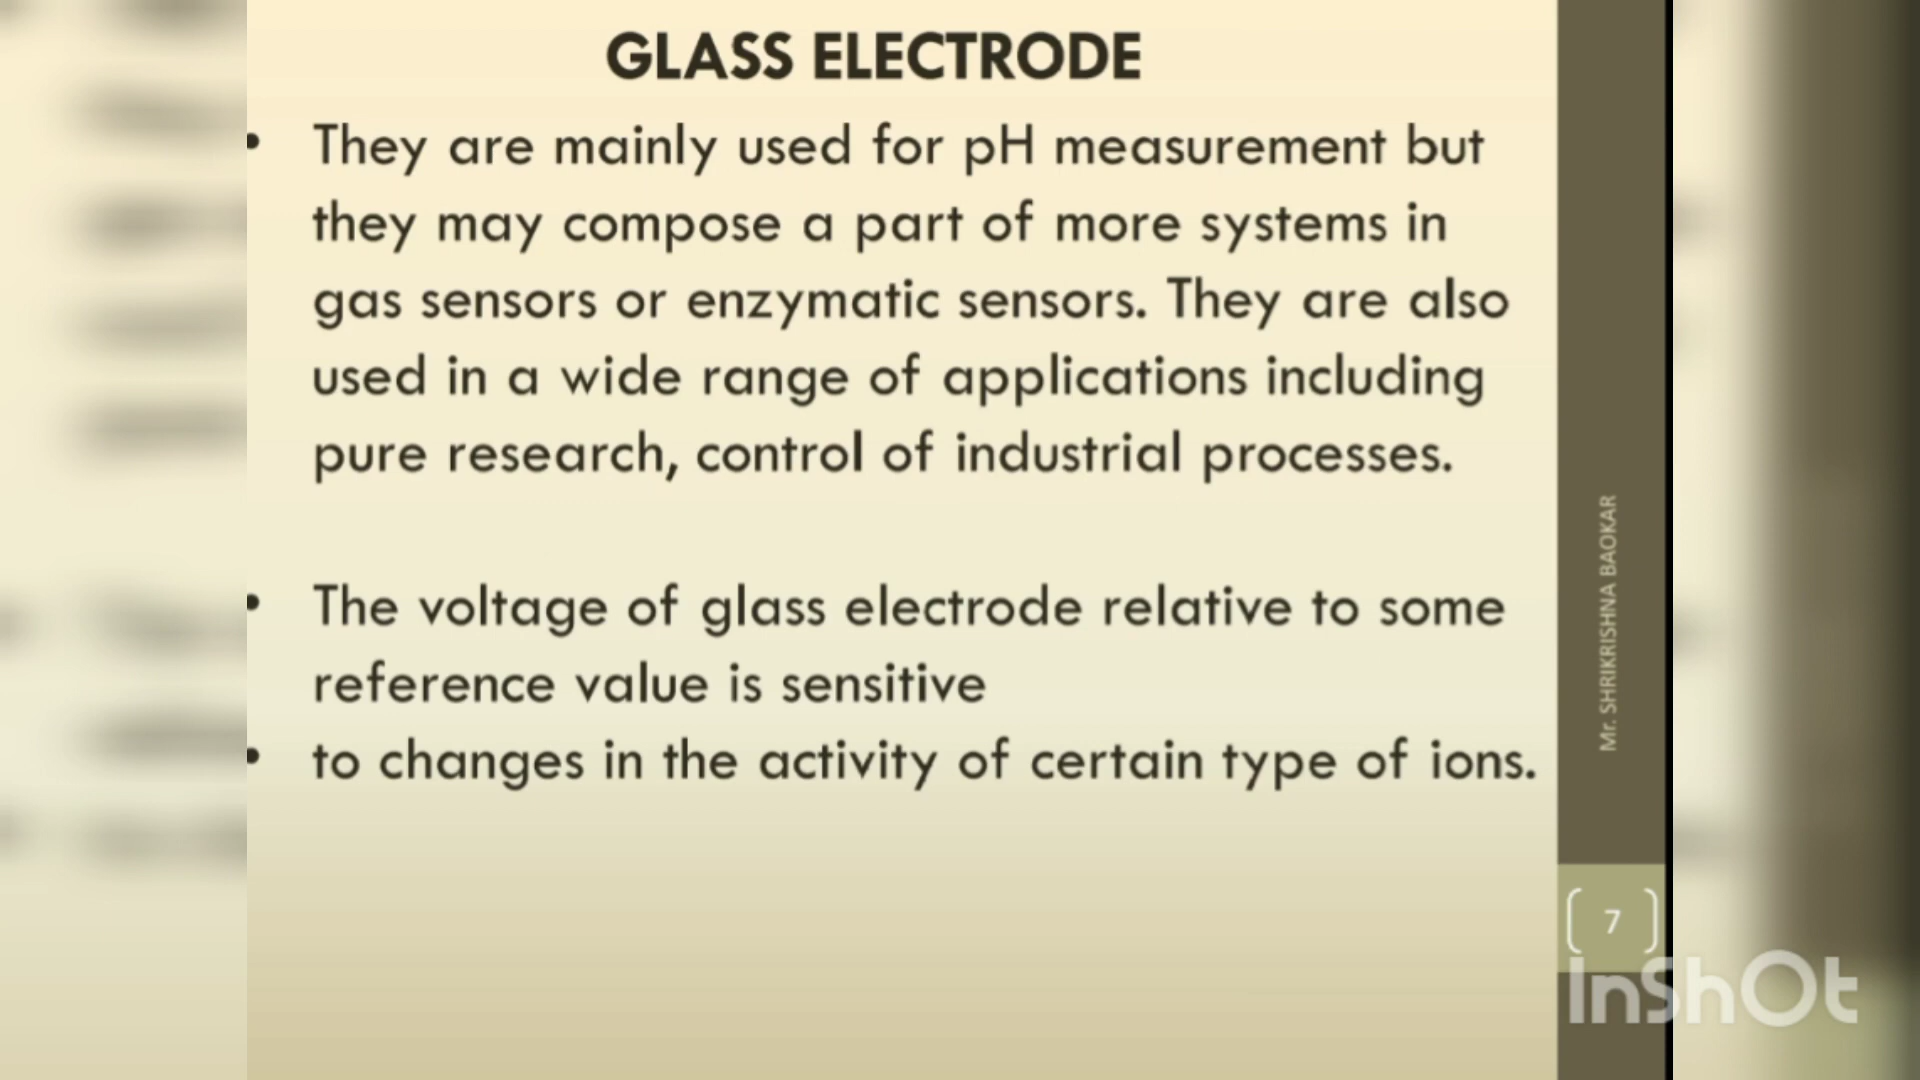 GLASS ELECTRODE
• They are mainly used for pH measurement but
they may compose a part of more systems in
gas sensors or enzymatic sensors. They are also
used in a wide range of applications including
pure research, control of industrial processes.
• The voltage of glass electrode relative to some
reference value is sensitive
• to changes in the activity of certain type of ions.
Mr. SHRIKRISHNA BAOKAR
7
InShOt